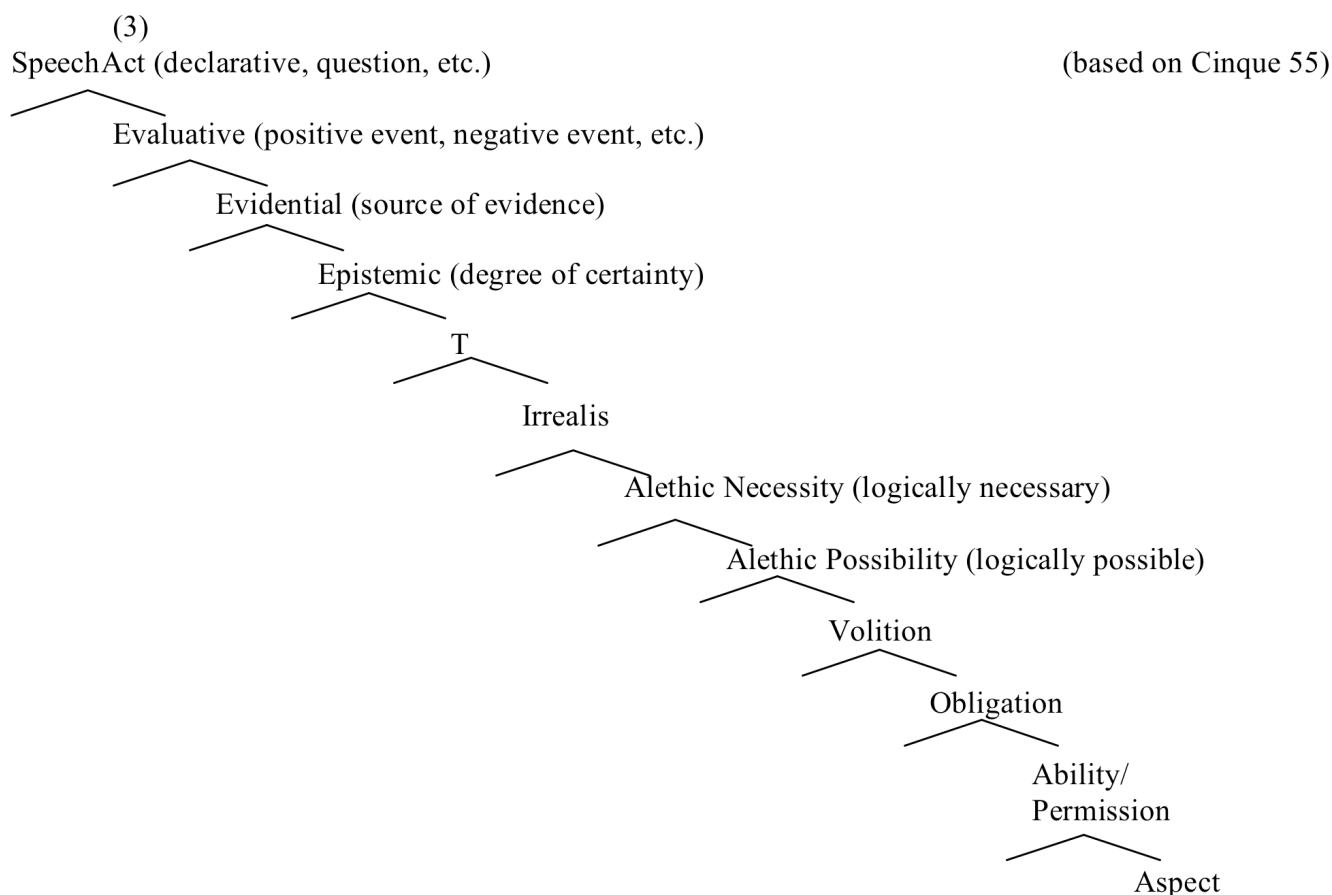 (3)
SpeechAct (declarative, question, etc.) (based on Cinque 55)
Evaluative (positive event, negative event, etc.)
Evidential (source of evidence)
Epistemic (degree of certainty)
T
Irrealis
Alethic Necessity (logically necessary)
Alethic Possibility (logically possible)
Volition
Obligation
Ability/
Permission
Aspect